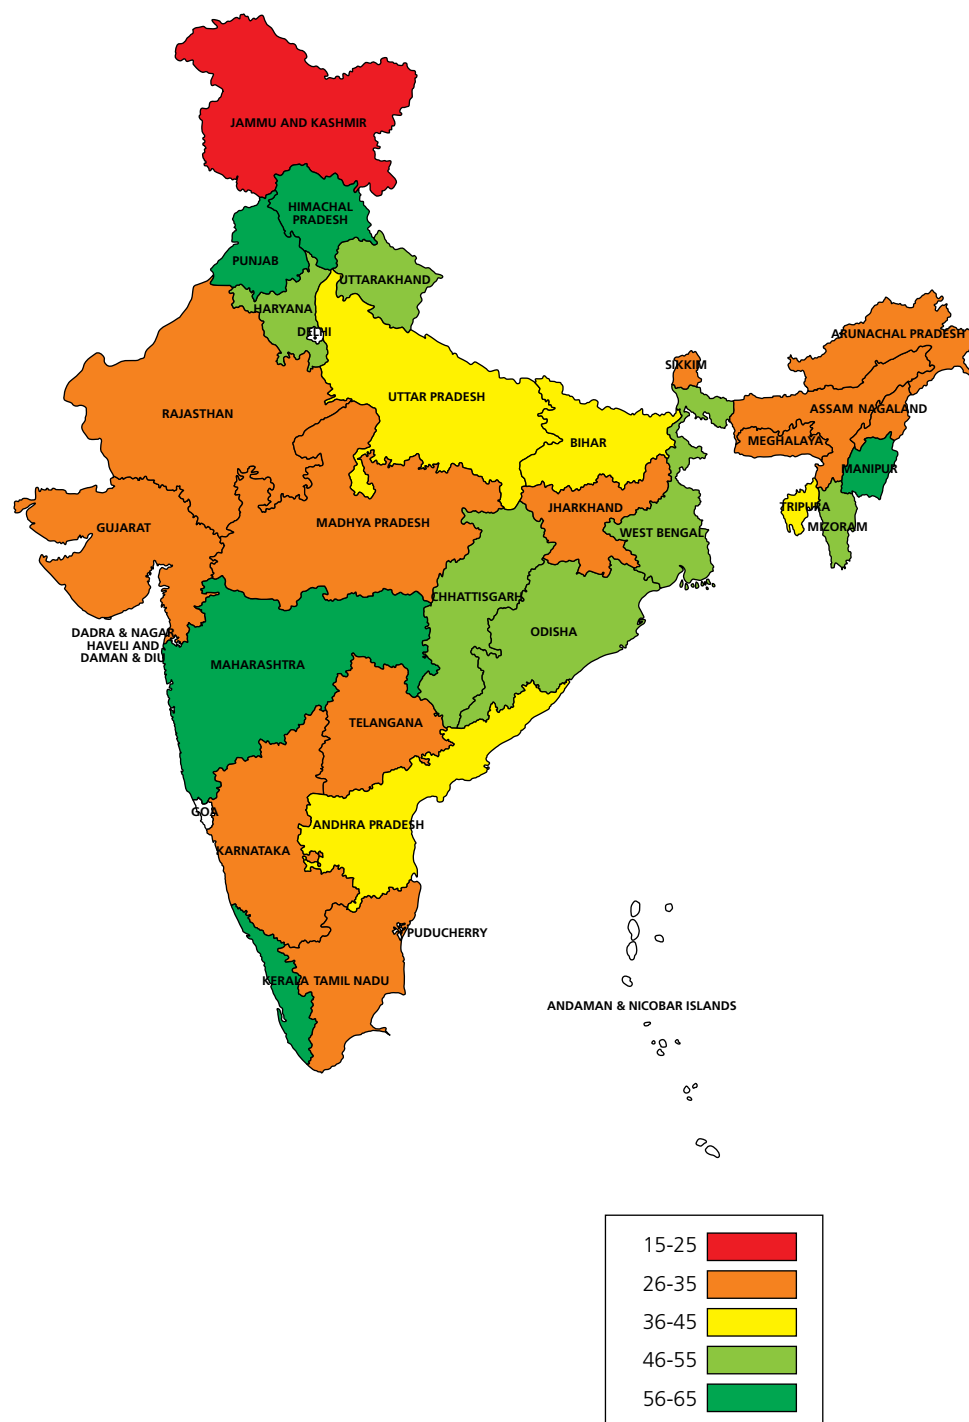 JAMMU AND KASHMIR
HIMACHAL
PRADESH
PUNJAB
UTTARAKHAND
HARYANA
DELHI
ARUNACHAL PRADESH
SIKKIM
UTTAR PRADESH
RAJASTHAN
ASSAM
NAGALAND
BIHAR
MEGHALAYA
MANIPUR
TRIPURA
JHARKHAND
MADHYA PRADESH
GUJARAT
MIZORAM
WEST BENGAL
CHHATTISGARH
ODISHA
DADRA & NAGAR
HAVELI AND
DAMAN & DIU
MAHARASHTRA
TELANGANA
GOA
ANDHRA PRADESH
KARNATAKA
PUDUCHERRY
KERALA
TAMIL NADU
ANDAMAN & NICOBAR ISLANDS
15-25
26-35
36-45
46-55
56-65